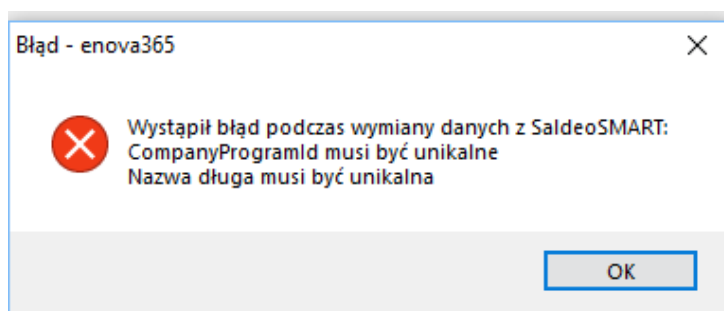 Błąd - enova365
Wystąpił błąd podczas wymiany danych z SaldeoSMART:
CompanyProgramId musi być unikalne
Nazwa długa musi być unikalna
OK